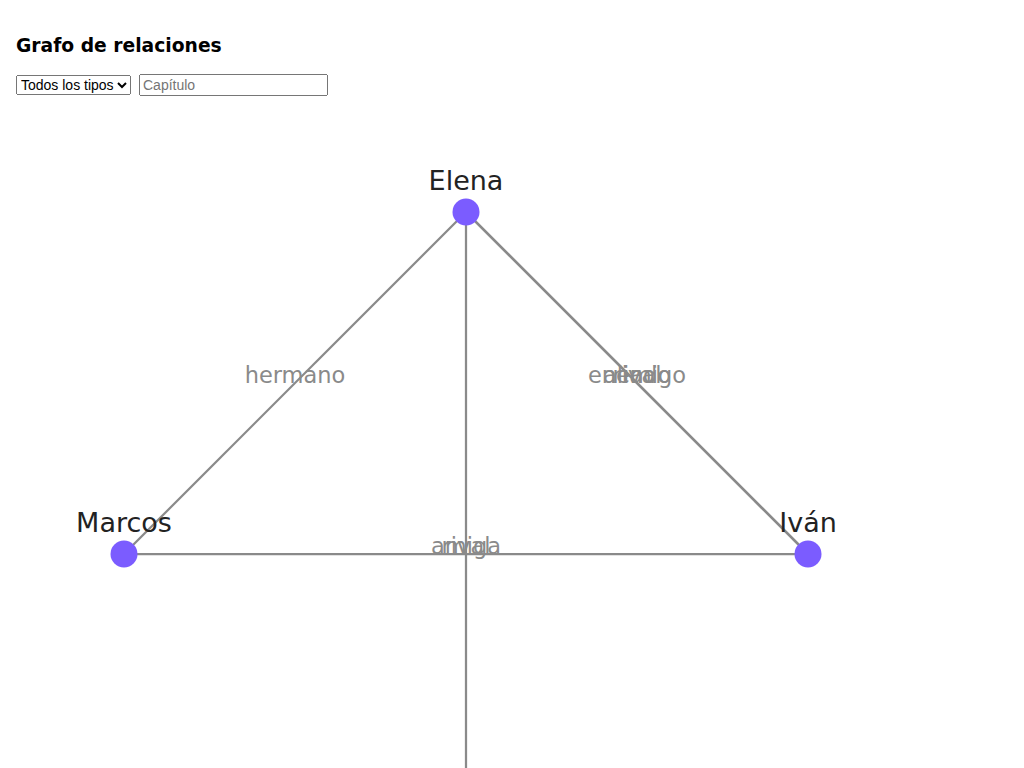 Grafo de relaciones
Todos los tipos
Capítulo
Elena
hermano
Marcos
Iván